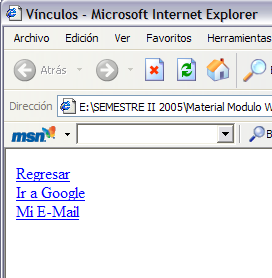 Vínculos - Microsoft Internet Explorer
Archivo Edición Ver Favoritos Herramientas
Atrás
Dirección E:\SEMESTRE II 2005\Material Modulo W
msn
Regresar
Ir a Google
Mi E-Mail